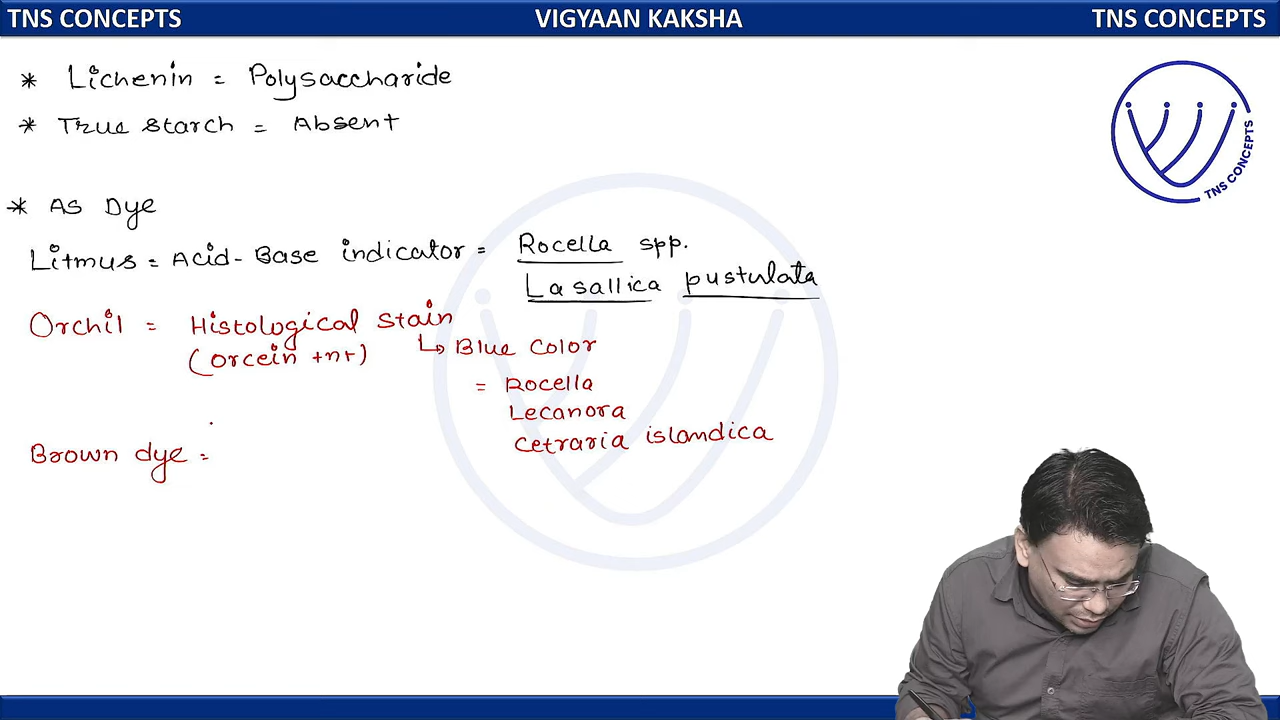 TNS CONCEPTS VIGYAAN KAKSHA TNS CONCEPTS
* Lichenin = Polysaccharide
* True starch = Absent
TNS CONCEPTS
* As Dye
Litmus = Acid-Base indicator = Rocella spp.
Lasallica pustulata
Orchil = Histological stain
(orcein +nt)
↳ Blue color
= Rocella
Lecanora
Cetraria islandica
Brown dye =